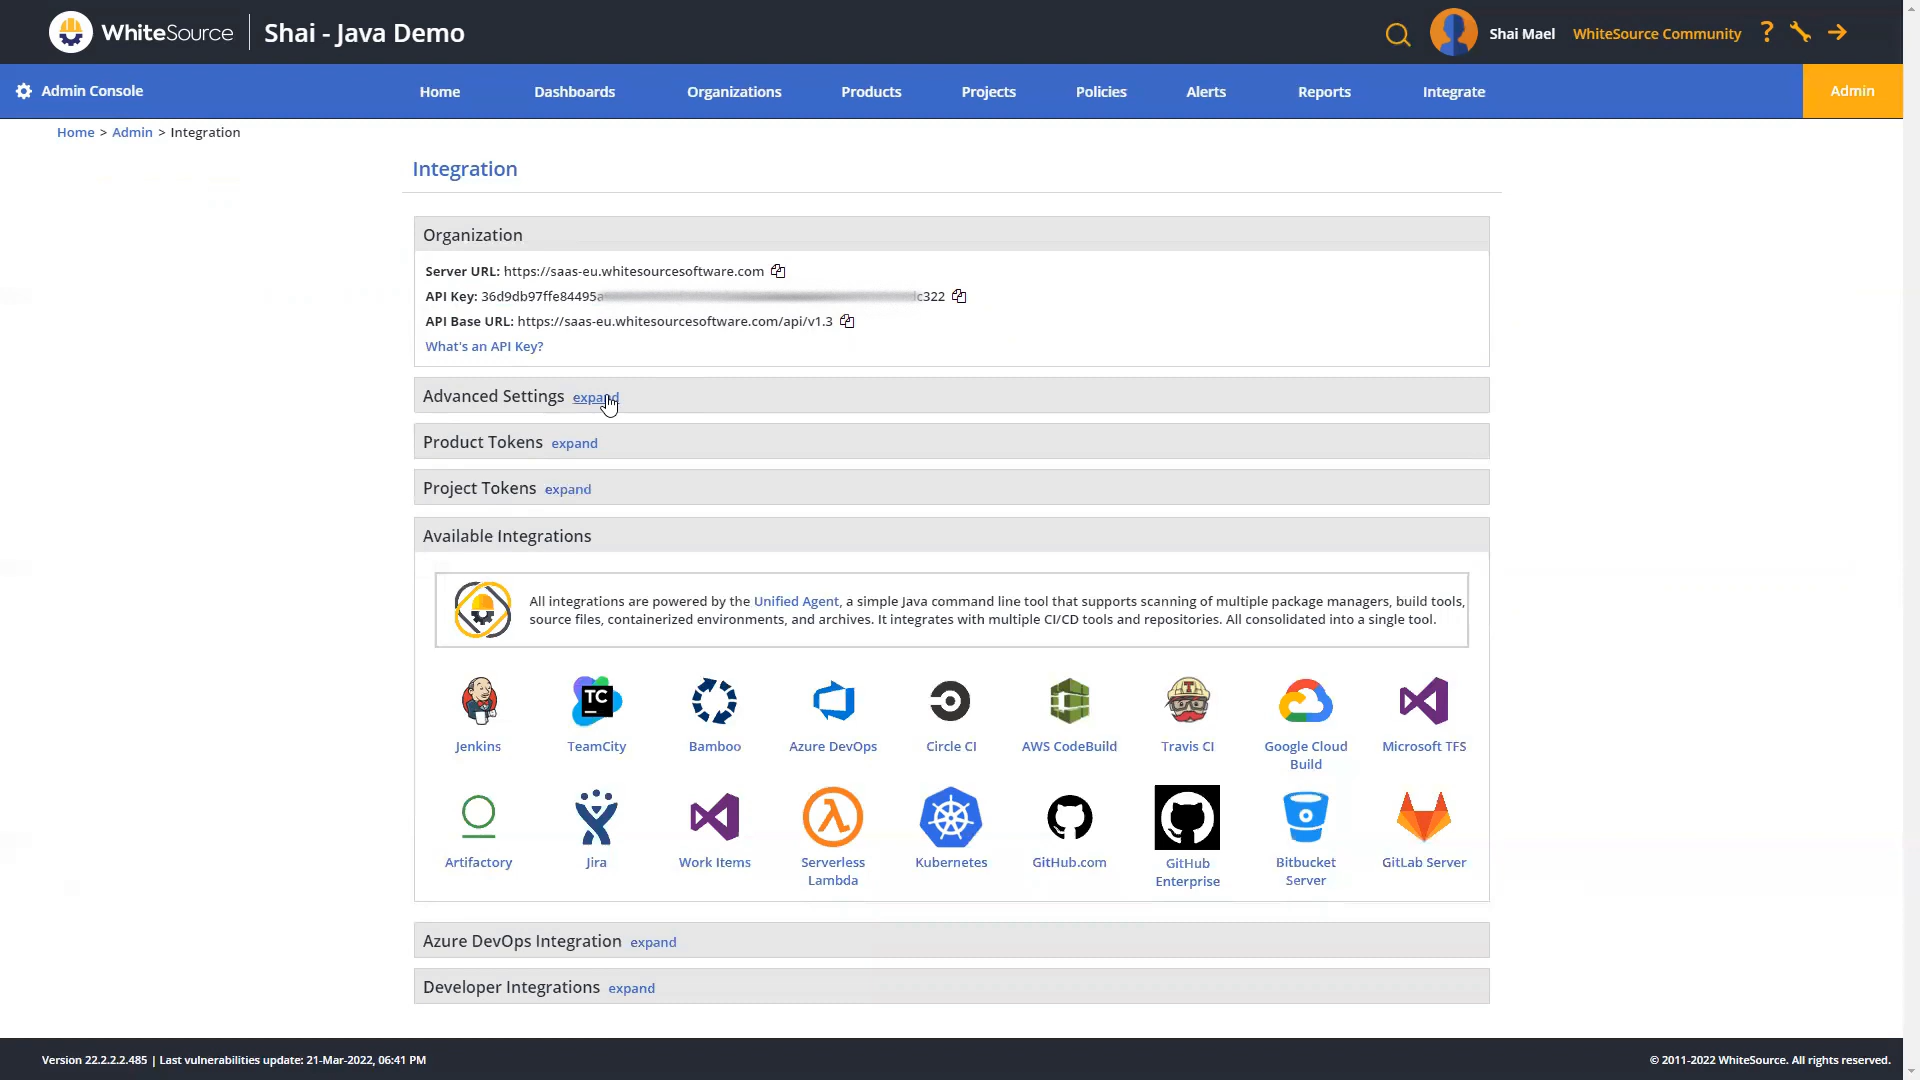 WhiteSource
Shai - Java Demo
Shai Mael
WhiteSource Community
?
Admin Console
Home
Dashboards
Organizations
Products
Projects
Policies
Alerts
Reports
Integrate
Admin
Home > Admin > Integration
Integration
Organization
Server URL: https://saas-eu.whitesourcesoftware.com
API Key: 36d9db97ffe84495a c322
API Base URL: https://saas-eu.whitesourcesoftware.com/api/v1.3
What's an API Key?
Advanced Settings expand
Product Tokens expand
Project Tokens expand
Available Integrations
All integrations are powered by the Unified Agent, a simple Java command line tool that supports scanning of multiple package managers, build tools,
source files, containerized environments, and archives. It integrates with multiple CI/CD tools and repositories. All consolidated into a single tool.
TC
Jenkins
TeamCity
Bamboo
Azure DevOps
Circle CI
AWS CodeBuild
Travis CI
Google Cloud
Build
Microsoft TFS
Artifactory
Jira
Work Items
Serverless
Lambda
Kubernetes
GitHub.com
GitHub
Enterprise
Bitbucket
Server
GitLab Server
Azure DevOps Integration expand
Developer Integrations expand
Version 22.2.2.2.485 | Last vulnerabilities update: 21-Mar-2022, 06:41 PM
© 2011-2022 WhiteSource. All rights reserved.